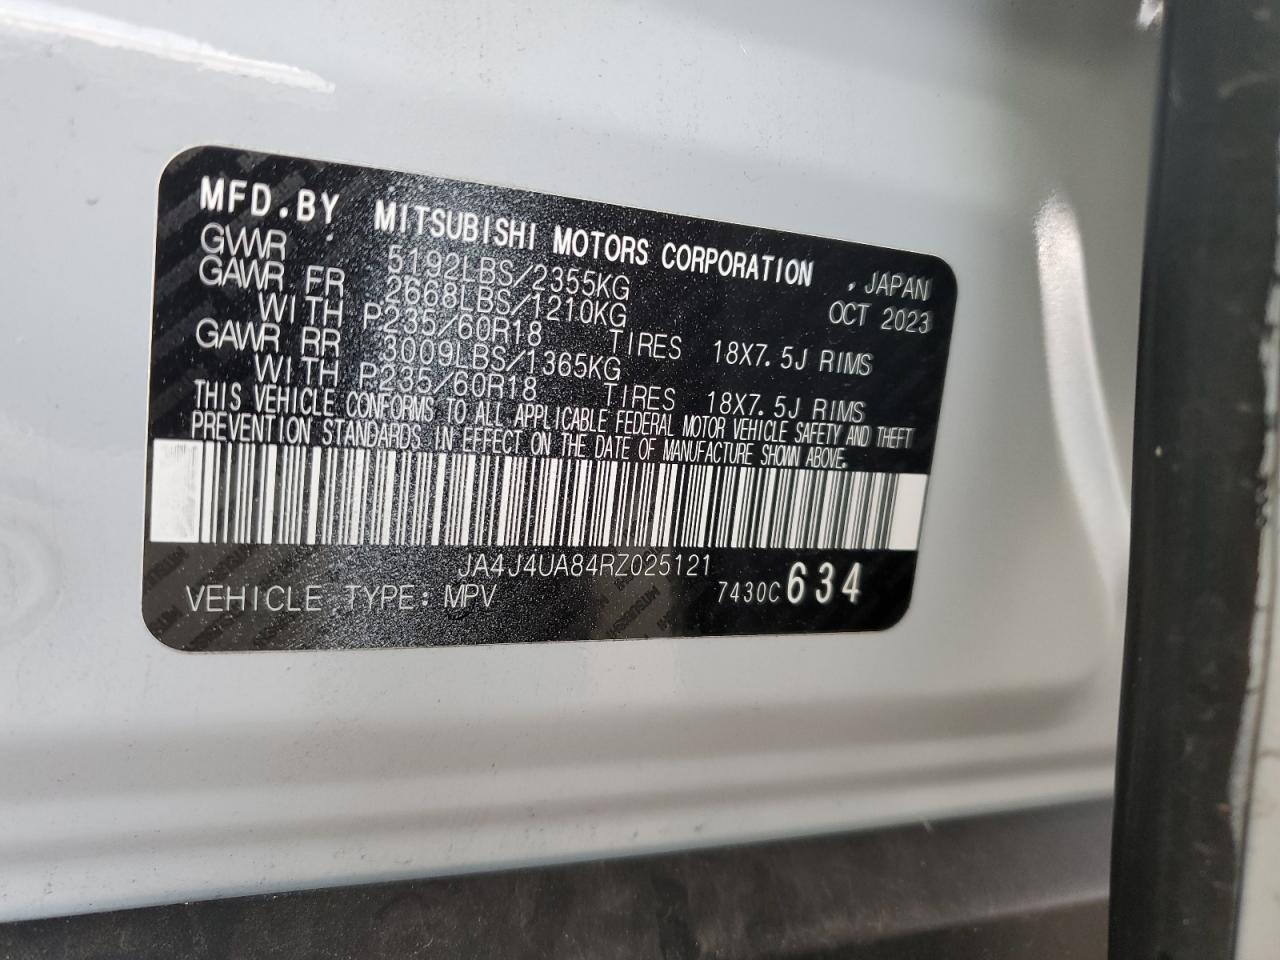 MFD.BY MITSUBISHI MOTORS CORPORATION , JAPAN
GVWR 5192LBS/2355KG OCT 2023
GAWR FR 2668LBS/1210KG
WITH P235/60R18 TIRES 18X7.5J RIMS
GAWR RR 3009LBS/1365KG
WITH P235/60R18 TIRES 18X7.5J RIMS
THIS VEHICLE CONFORMS TO ALL APPLICABLE FEDERAL MOTOR VEHICLE SAFETY AND THEFT
PREVENTION STANDARDS IN EFFECT ON THE DATE OF MANUFACTURE SHOWN ABOVE.
JA4J4UA84RZ025121
VEHICLE TYPE: MPV 7430C 634